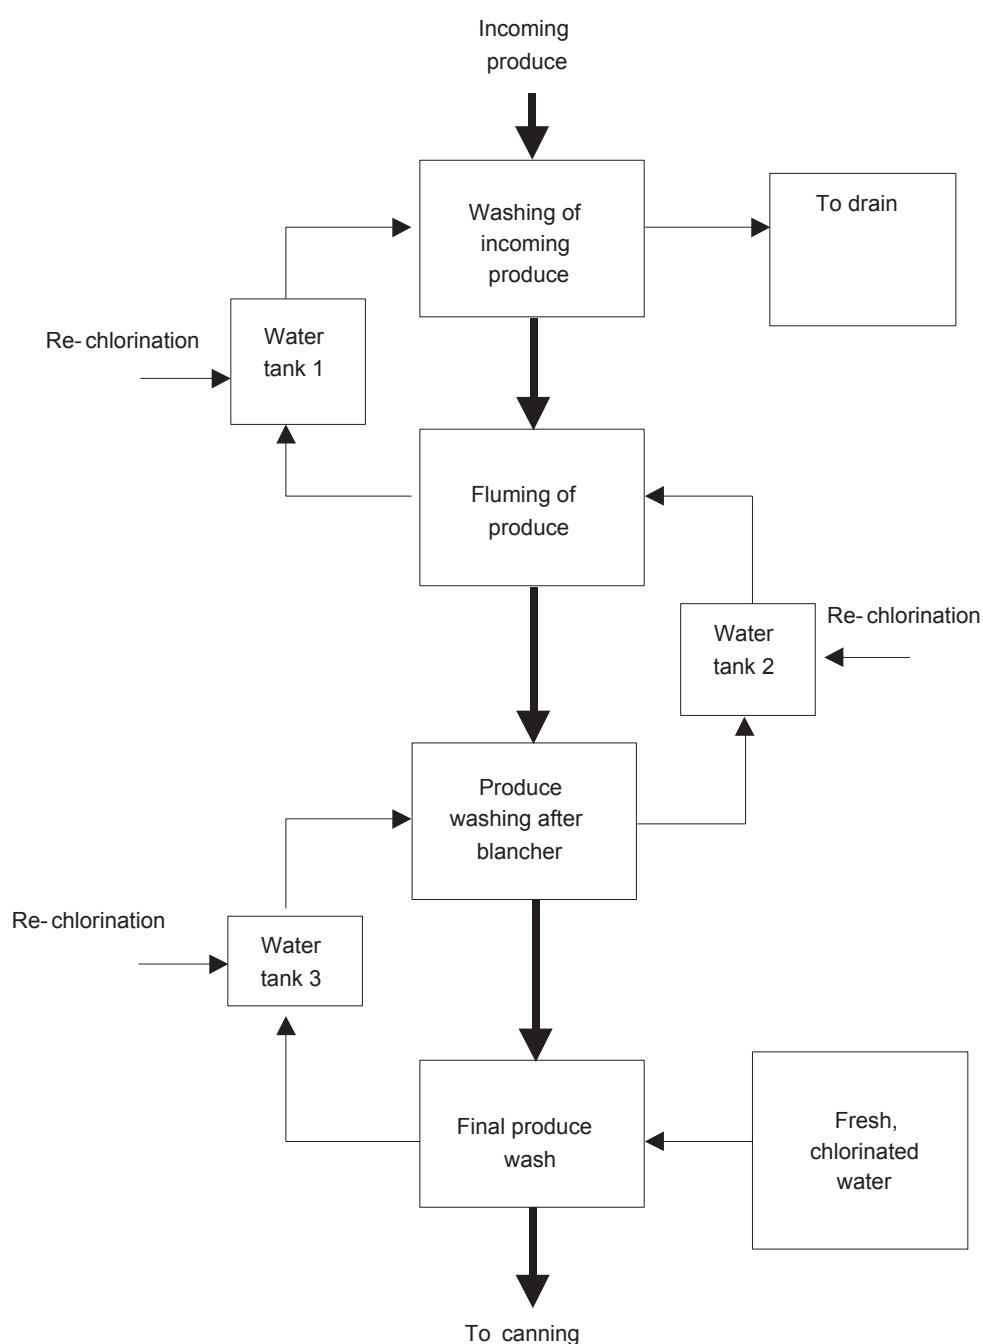 Incoming
produce
Washing of
incoming
produce
To drain
Re- chlorination
Water
tank 1
Fluming of
produce
Re- chlorination
Water
tank 2
Produce
washing after
blancher
Re- chlorination
Water
tank 3
Final produce
wash
Fresh,
chlorinated
water
To canning